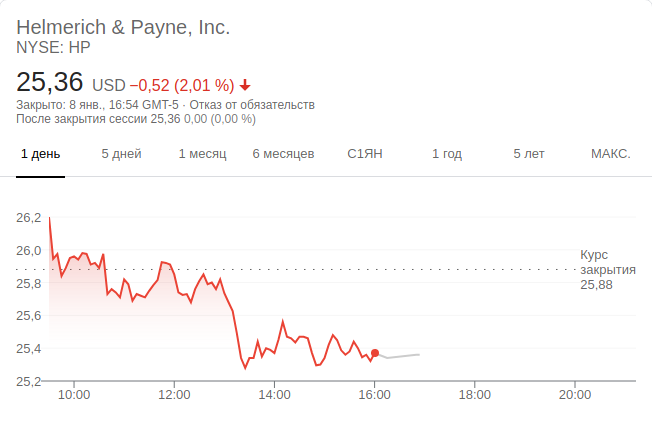 Helmerich & Payne, Inc.
NYSE: HP
25,36 USD −0,52 (2,01 %)
Закрыто: 8 янв., 16:54 GMT-5 · Отказ от обязательств
После закрытия сессии 25,36 0,00 (0,00 %)
1 день 5 дней 1 месяц 6 месяцев С1ЯН 1 год 5 лет МАКС.
26,2
26,0
25,8
25,6
25,4
25,2
Курс
закрытия
25,88
10:00 12:00 14:00 16:00 18:00 20:00